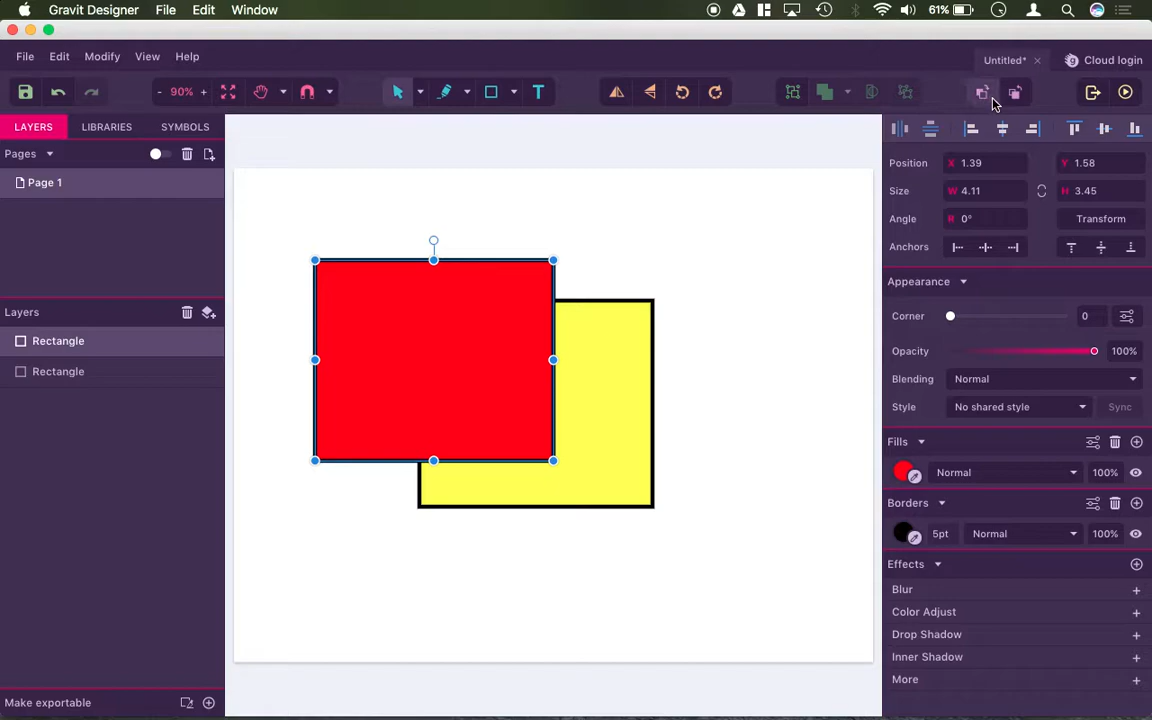 Gravit Designer File Edit Window 61%
File Edit Modify View Help Untitled* Cloud login
- 90% + T
LAYERS LIBRARIES SYMBOLS
Pages
Page 1
Layers
Rectangle
Rectangle
Make exportable
Position X 1.39 Y 1.58
Size W 4.11 H 3.45
Angle R 0° Transform
Anchors
Appearance
Corner 0
Opacity 100%
Blending Normal
Style No shared style Sync
Fills
Normal 100%
Borders
5pt Normal 100%
Effects
Blur
Color Adjust
Drop Shadow
Inner Shadow
More